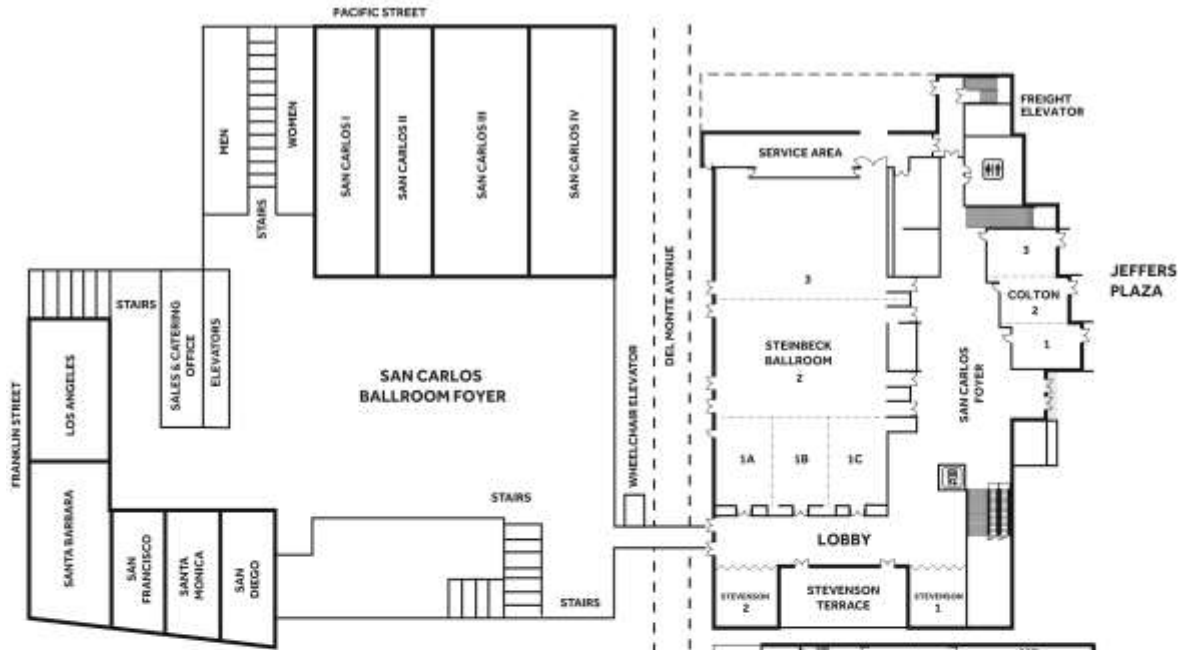 PACIFIC STREET
MEN
WOMEN
STAIRS
SAN CARLOS I
SAN CARLOS II
SAN CARLOS III
SAN CARLOS IV
STAIRS
SALES & CATERING
OFFICE
ELEVATORS
FRANKLIN STREET
LOS ANGELES
SANTA BARBARA
SAN
FRANCISCO
SANTA
MONICA
SAN
DIEGO
SAN CARLOS
BALLROOM FOYER
STAIRS
STAIRS
WHEELCHAIR ELEVATOR
DEL MONTE AVENUE
SERVICE AREA
FREIGHT
ELEVATOR
3
STEINBECK
BALLROOM
2
1A
1B
1C
SAN CARLOS
FOYER
3
COLTON
2
1
JEFFERS
PLAZA
LOBBY
STEVENSON
2
STEVENSON
TERRACE
STEVENSON
1